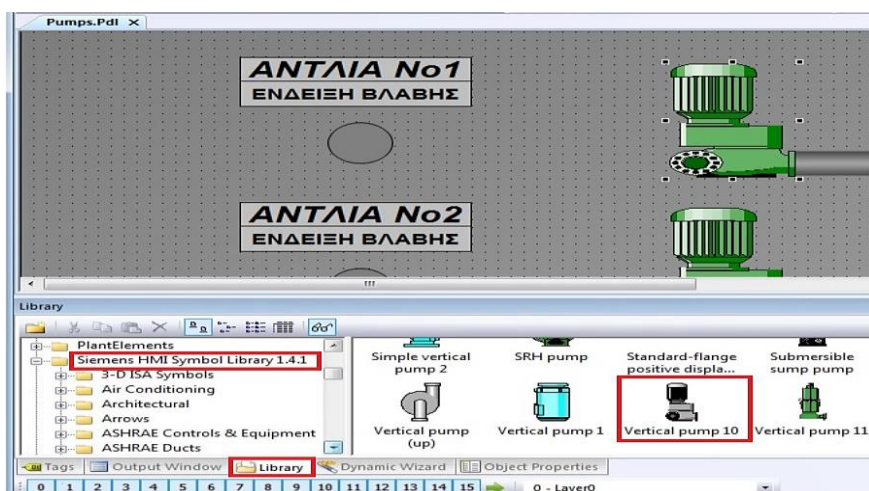 Pumps.Pdl ×
ΑΝΤΛΙΑ Νο1
ΕΝΔΕΙΞΗ ΒΛΑΒΗΣ
ΑΝΤΛΙΑ Νο2
ΕΝΔΕΙΞΗ ΒΛΑΒΗΣ
Library
PlantElements
Siemens HMI Symbol Library 1.4.1
3-D ISA Symbols
Air Conditioning
Architectural
Arrows
ASHRAE Controls & Equipment
ASHRAE Ducts
Simple vertical
pump 2
SRH pump
Standard-flange
positive displa...
Submersible
sump pump
Vertical pump
(up)
Vertical pump 1
Vertical pump 10
Vertical pump 11
Tags Output Window Library Dynamic Wizard Object Properties
0 1 2 3 4 5 6 7 8 9 10 11 12 13 14 15 0 - Layer0